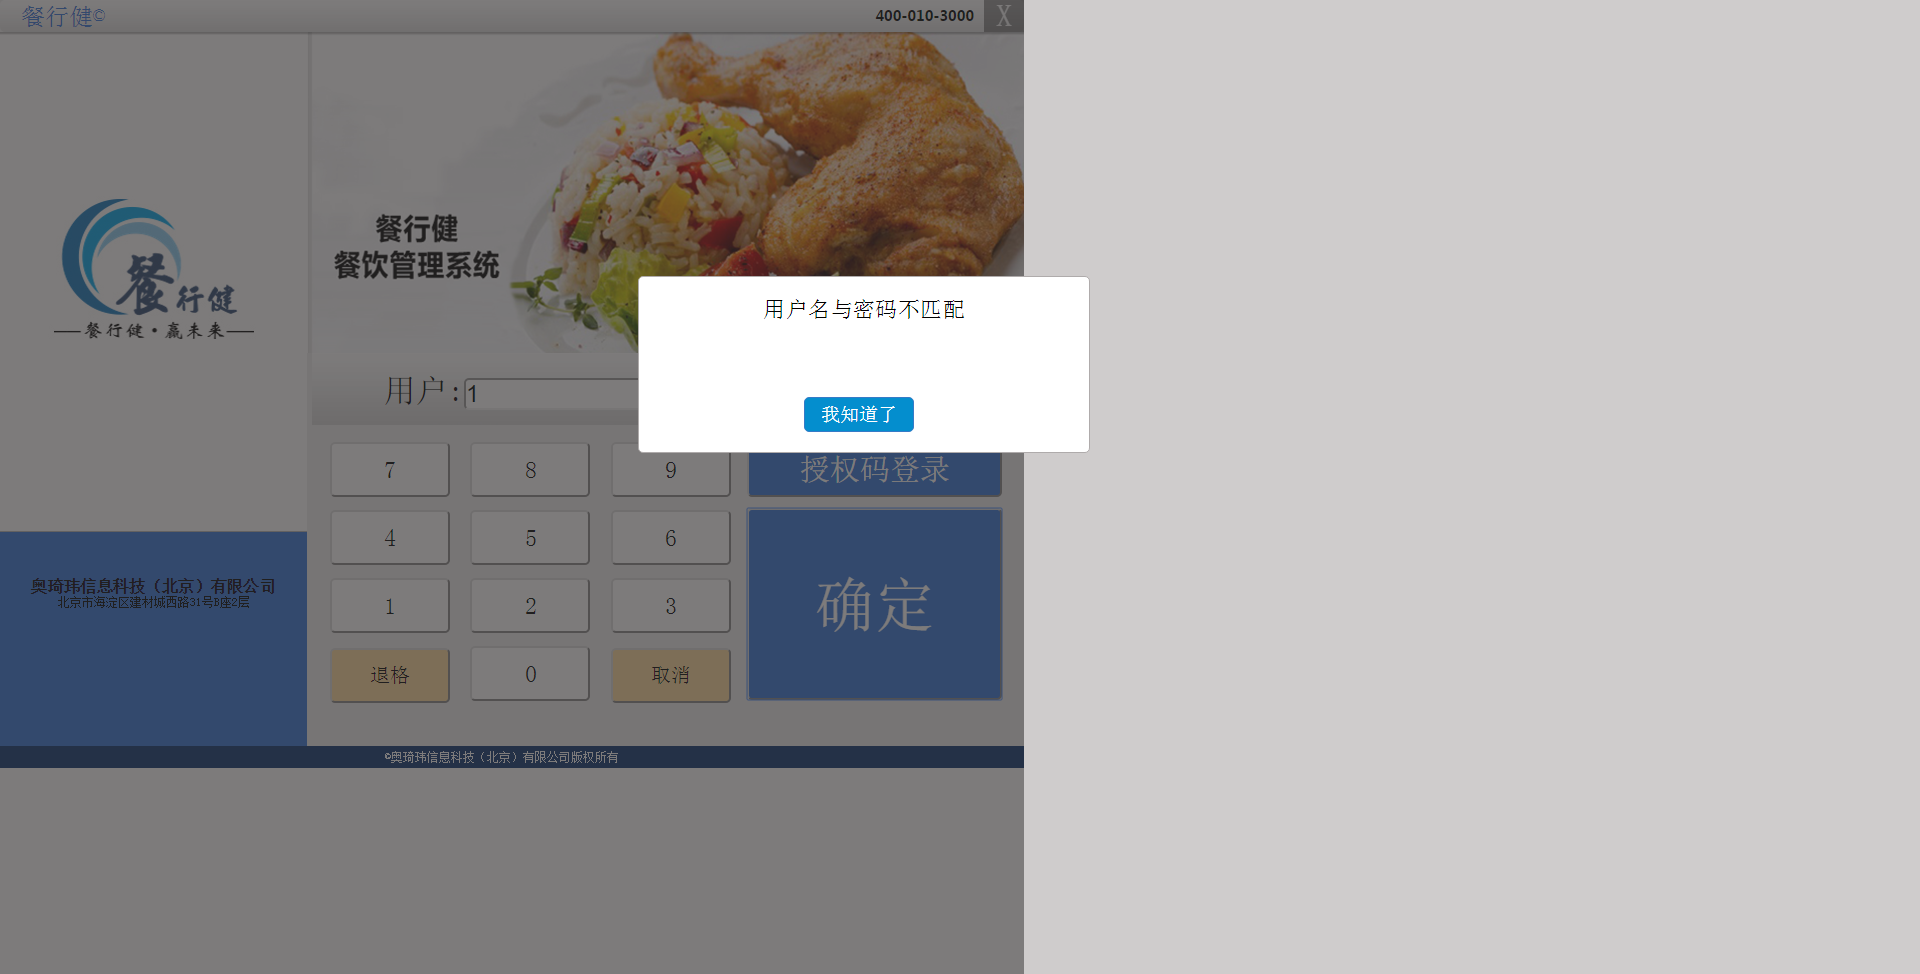 餐行健©
400-010-3000
X
餐行健
餐饮管理系统
餐行健
餐行健·赢未来
用户名与密码不匹配
我知道了
用户:1
7
8
9
授权码登录
4
5
6
确定
1
2
3
退格
0
取消
奥琦玮信息科技（北京）有限公司
北京市海淀区建材城西路31号B座2层
©奥琦玮信息科技（北京）有限公司版权所有